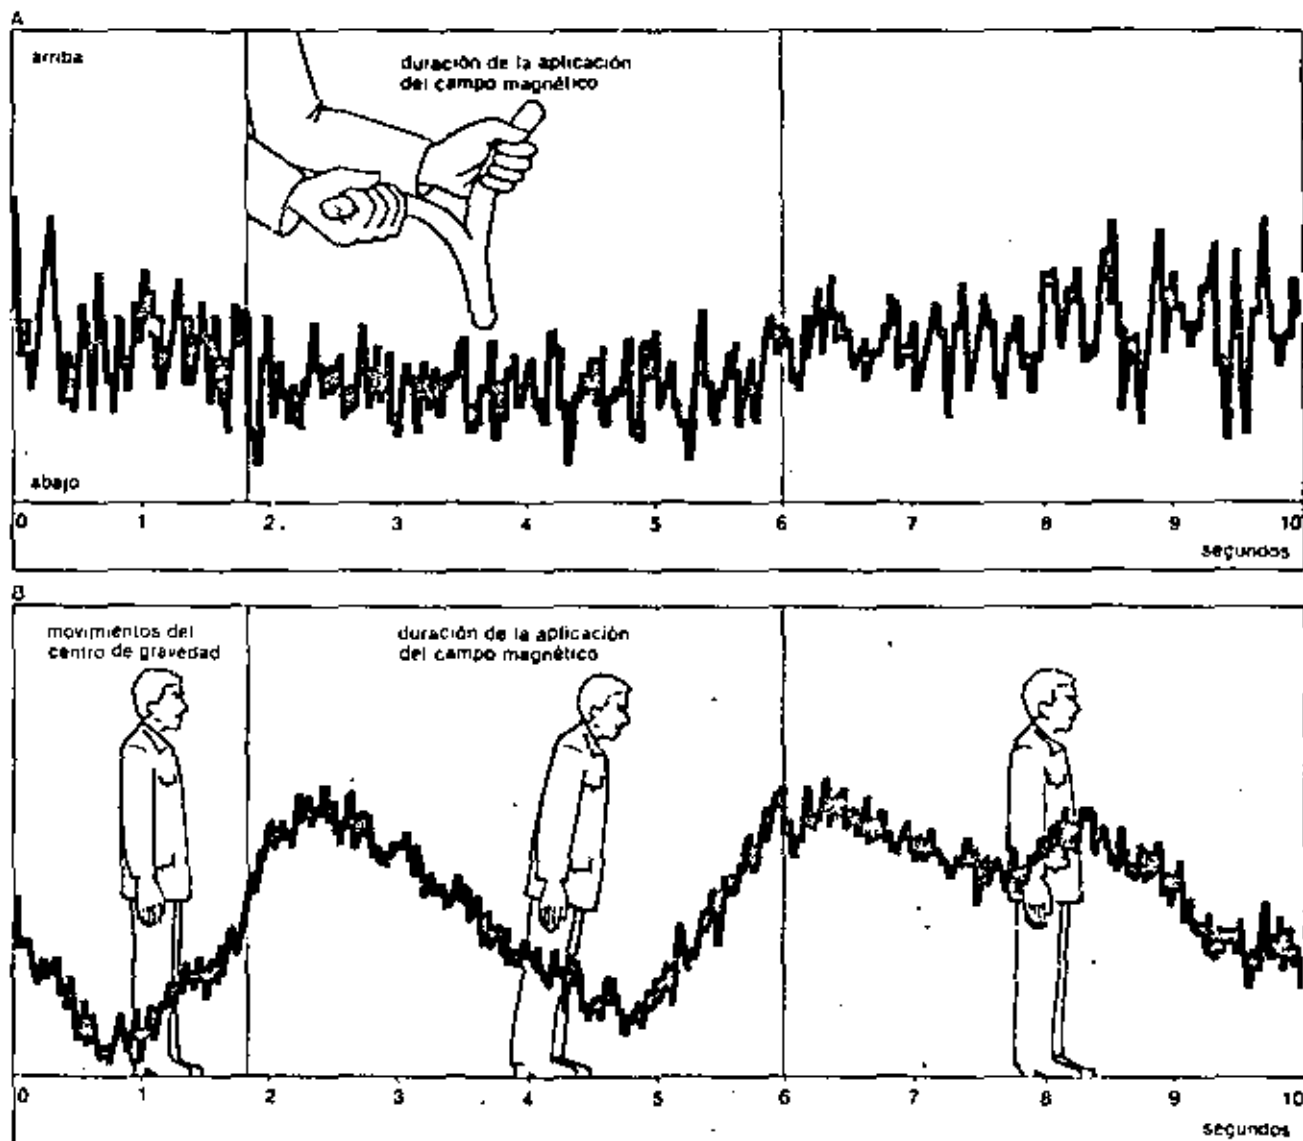 A
arriba
duración de la aplicación
del campo magnético
abajo
0 1 2 3 4 5 6 7 8 9 10
segundos
B
movimientos del
centro de gravedad
duración de la aplicación
del campo magnético
0 1 2 3 4 5 6 7 8 9 10
segundos